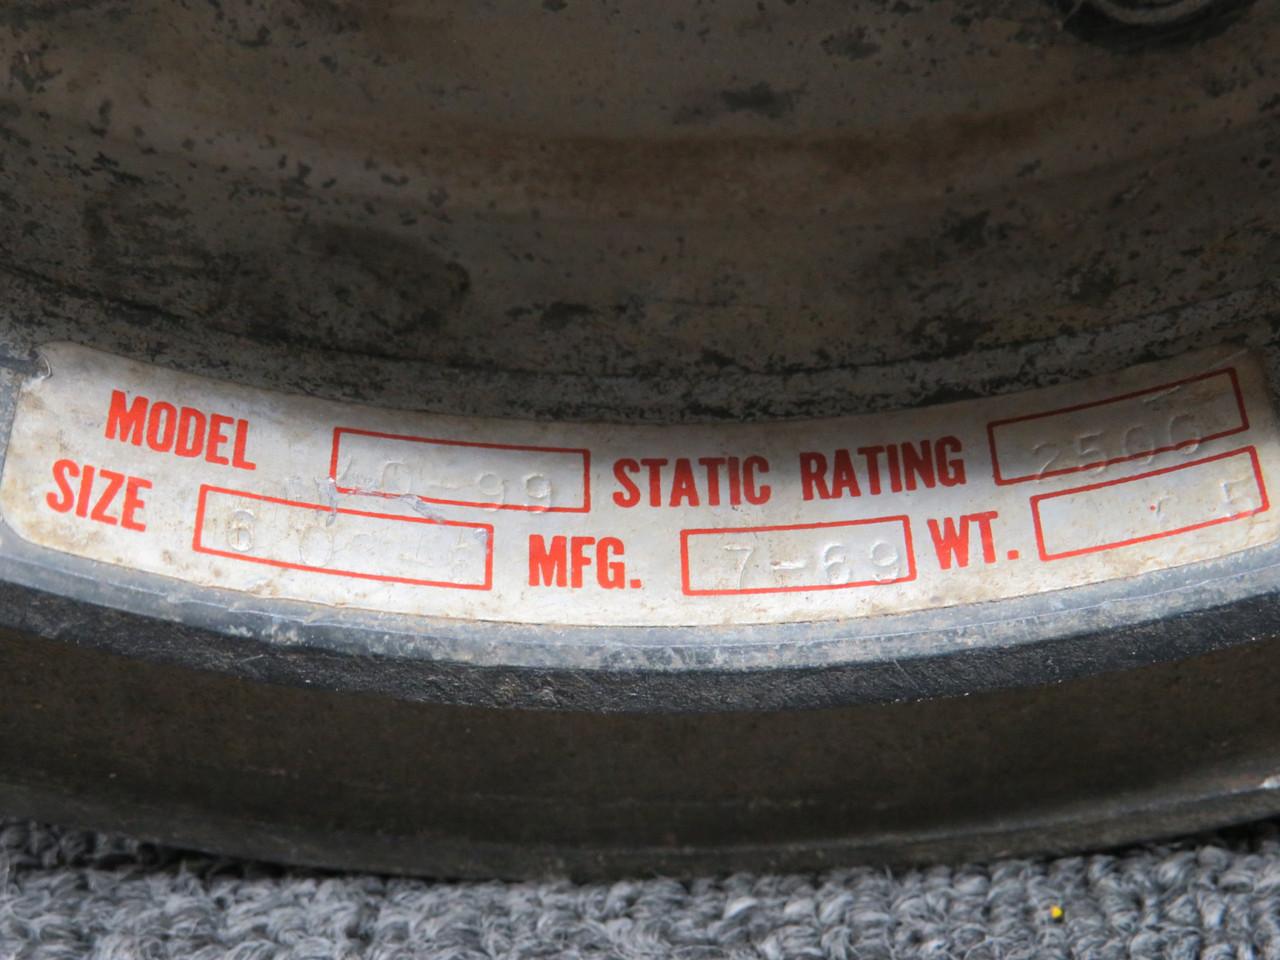 MODEL 40-99 STATIC RATING 2500
SIZE MFG. 7-69 WT.